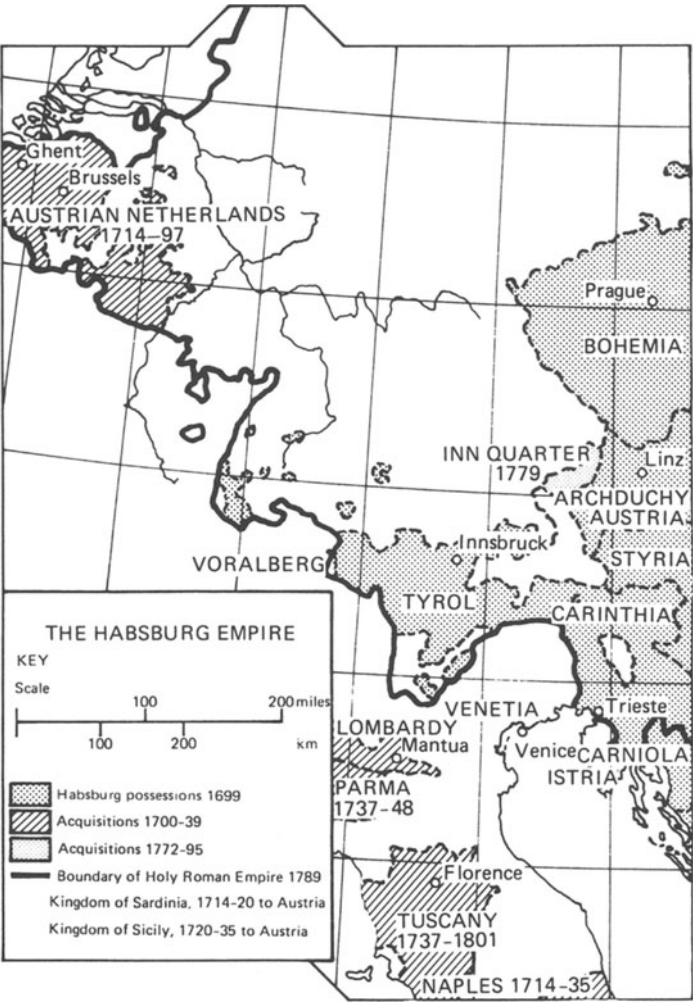 Ghent
Brussels
AUSTRIAN NETHERLANDS
1714–97
Prague
BOHEMIA
INN QUARTER
1779
Linz
ARCHDUCHY
AUSTRIA
Innsbruck
STYRIA
VORALBERG
TYROL
CARINTHIA
THE HABSBURG EMPIRE
KEY
Scale
100
200 miles
100
200
km
Habsburg possessions 1699
Acquisitions 1700-39
Acquisitions 1772-95
Boundary of Holy Roman Empire 1789
Kingdom of Sardinia, 1714-20 to Austria
Kingdom of Sicily, 1720-35 to Austria
VENETIA
Trieste
LOMBARDY
Mantua
Venice
CARNIOLA
ISTRIA
PARMA
1737-48
Florence
TUSCANY
1737-1801
NAPLES 1714-35